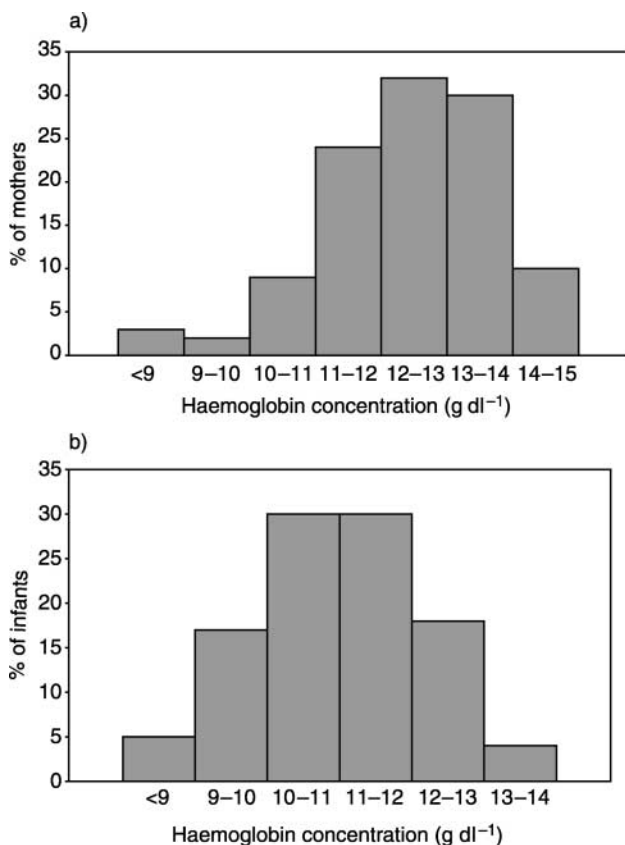 a)
35
30
25
20
15
10
5
0
% of mothers
<9 9–10 10–11 11–12 12–13 13–14 14–15
Haemoglobin concentration (g dl⁻¹)
b)
35
30
25
20
15
10
5
0
% of infants
<9 9–10 10–11 11–12 12–13 13–14
Haemoglobin concentration (g dl⁻¹)